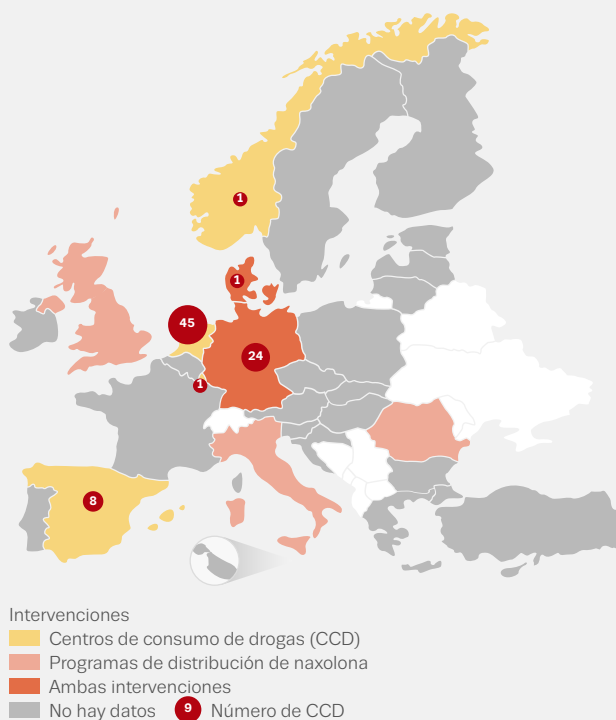 1
1
45
24
1
8
Intervenciones
Centros de consumo de drogas (CCD)
Programas de distribución de naxolona
Ambas intervenciones
No hay datos 9 Número de CCD